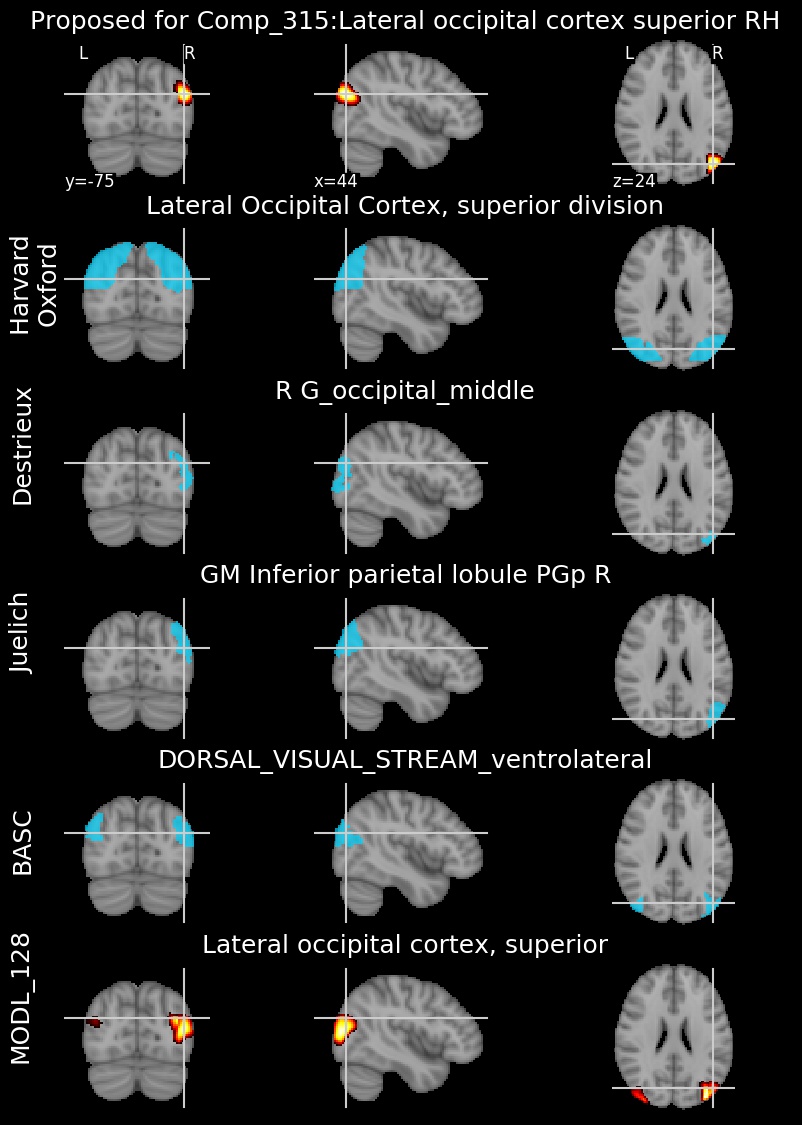 Proposed for Comp_315:Lateral occipital cortex superior RH
L R L R
y=-75 x=44 z=24
Lateral Occipital Cortex, superior division
Harvard
Oxford
R G_occipital_middle
Destrieux
GM Inferior parietal lobule PGp R
Juelich
DORSAL_VISUAL_STREAM_ventrolateral
BASC
Lateral occipital cortex, superior
MODL_128